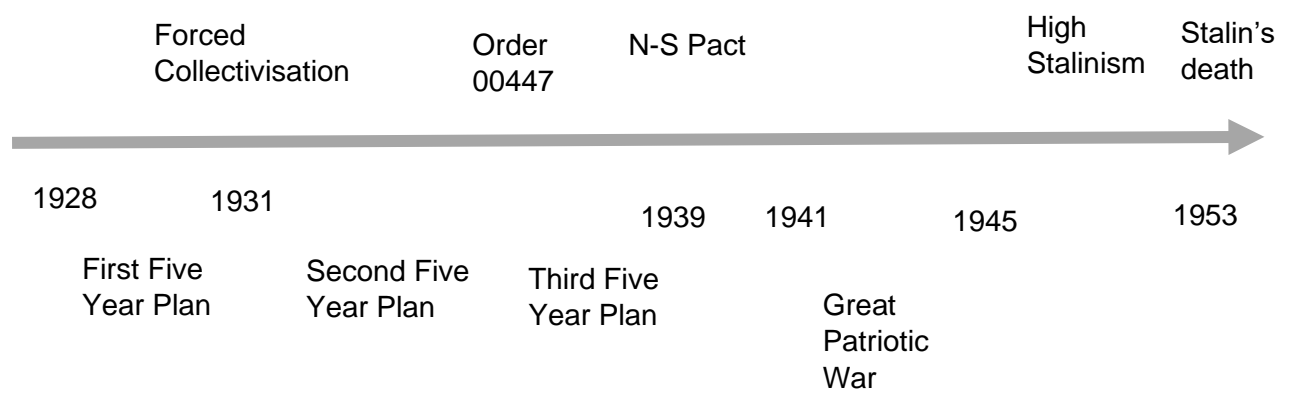 Forced
Collectivisation
Order
00447
N-S Pact
High
Stalinism
Stalin’s
death
1928
1931
1939
1941
1945
1953
First Five
Year Plan
Second Five
Year Plan
Third Five
Year Plan
Great
Patriotic
War